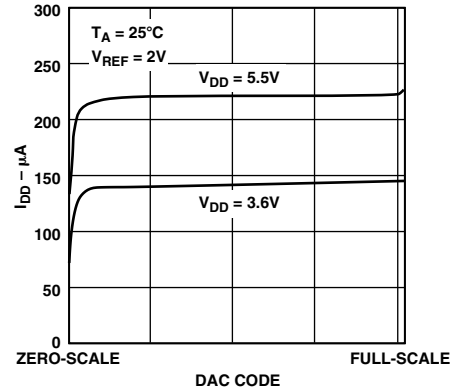 300
T_A = 25°C
V_REF = 2V
250
V_DD = 5.5V
200
I_DD – µA
150
V_DD = 3.6V
100
50
0
ZERO-SCALE FULL-SCALE
DAC CODE